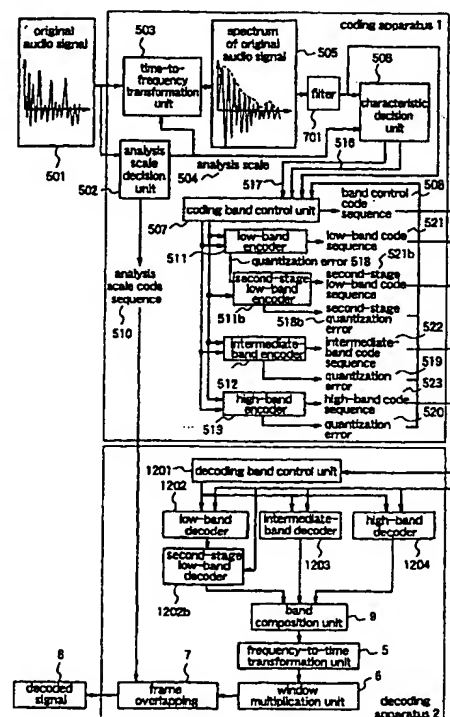 original
audio signal
501
503
time-to-
frequency
transformation
unit
spectrum
of original
audio signal
505
filter
701
506
coding apparatus 1
characteristic
decision
unit
516
517
analysis
scale
decision
unit
502
analysis scale
504
analysis scale
code
sequence
510
coding band control unit
507
band control
code
sequence
508
low-band
encoder
511
low-band code
sequence
521
quantization error 518
second-stage
low-band
encoder
511b
second-stage
low-band code
sequence
521b
second-stage
quantization
error
518b
intermediate-
band encoder
512
intermediate-
band code
sequence
522
quantization
error
519
high-band
encoder
513
high-band code
sequence
523
quantization
error
520
1201
decoding band control unit
1202
low-band
decoder
intermediate-
band decoder
1203
high-band
decoder
1204
second-stage
low-band
decoder
1202b
band
composition
unit
9
frequency-to-time
transformation
unit
5
8
decoded
signal
7
frame
overlapping
window
multiplication unit
6
decoding
apparatus 2